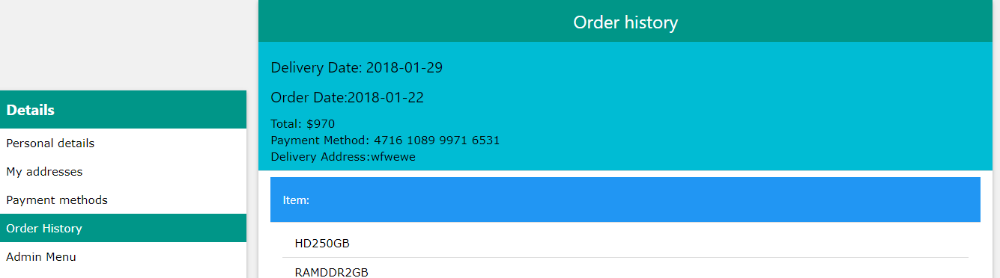 Order history
Delivery Date: 2018-01-29
Order Date:2018-01-22
Total: $970
Payment Method: 4716 1089 9971 6531
Delivery Address:wfwewe
Item:
HD250GB
RAMDDR2GB
Details
Personal details
My addresses
Payment methods
Order History
Admin Menu